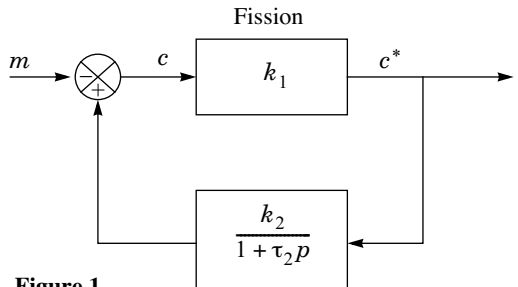 Fission
m
−
+
c
k₁
c*
k₂
1 + τ₂p
Figure 1